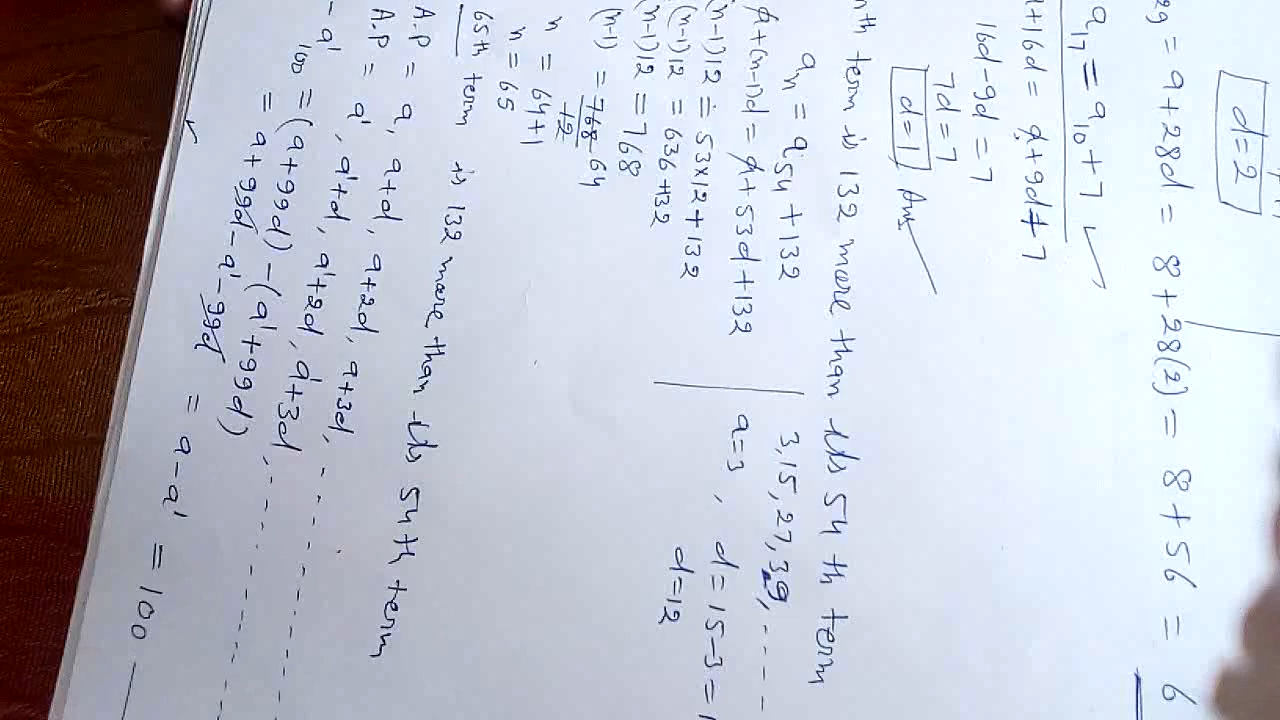 d=2
29 = a+28d = 8+28(2) = 8+56 = 6
a17 = a10 + 7
a+16d = a+9d+7
16d-9d = 7
7d=7
d=1 Ans
nth term is 132 more than its 54 th term
an = a54 + 132
3,15,27,39,-----
a+(n-1)d = a+53d+132
a=3, d=15-3=1
(n-1)12 = 53x12+132
d=12
(n-1)12 = 636+132
(n-1)12 = 768
(n-1) = 768 64
12
n = 64+1
n = 65
65th term is 132 more than its 54th term
A.P = a, a+d, a+2d, a+3d, ------
A.P = a', a'+d, a'+2d, a'+3d, ------
- a'100 = (a+99d)-(a'+99d)
= a+99d-a'-99d = a-a' = 100